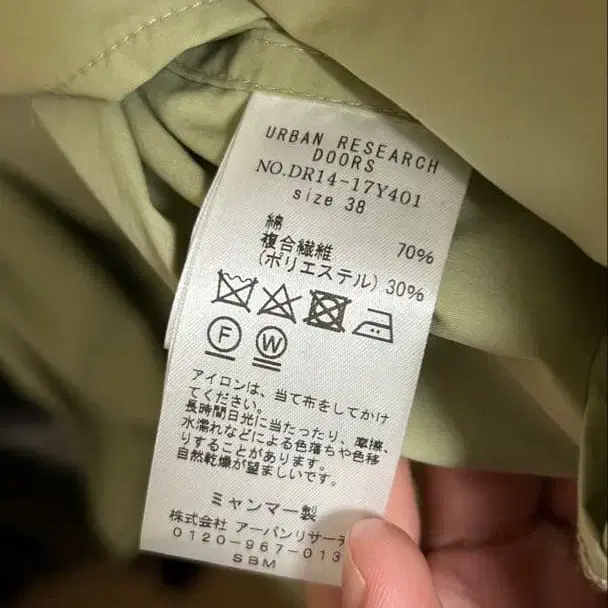 URBAN RESEARCH
DOORS
NO.DR14-17Y401
size 38
綿 70%
複合繊維
(ポリエステル) 30%
F W
アイロンは、当て布をしてかけ
てください。
長時間日光に当たったり、摩擦、
水濡れなどによる色落ちや色移
りすることがあります。
自然乾燥が望ましいです。
ミャンマー製
株式会社 アーバンリサーチ
0120-967-013
SBM